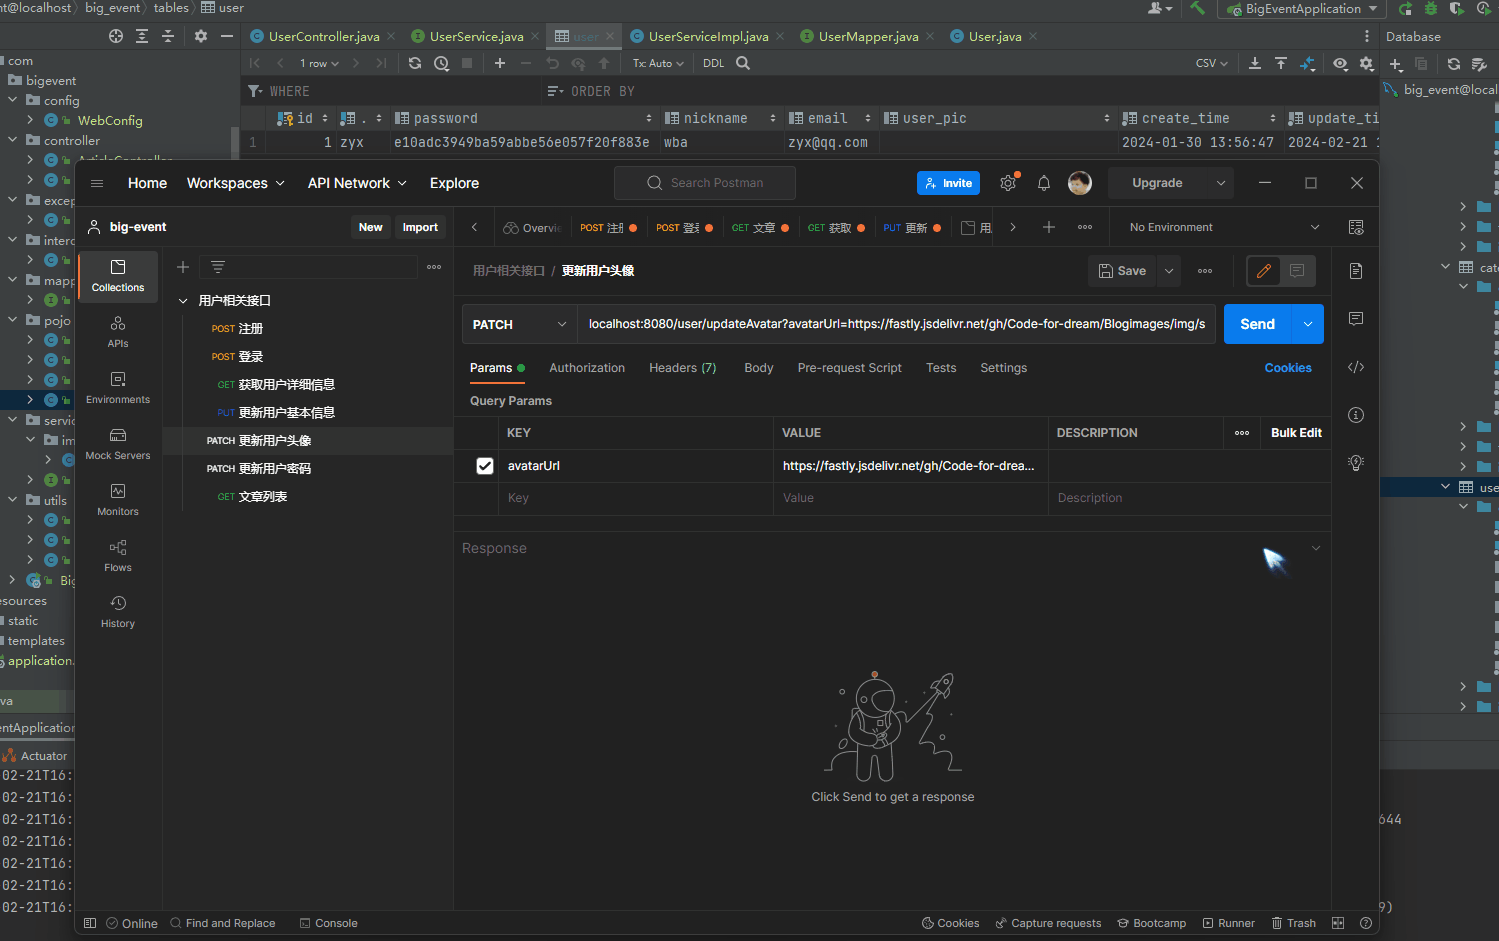 nt@localhost › big_event › tables › user
BigEventApplication
UserController.java
UserService.java
user
UserServiceImpl.java
UserMapper.java
User.java
Database
1 row
Tx: Auto
DDL
CSV
WHERE
ORDER BY
big_event@local
id
.
password
nickname
email
user_pic
create_time
update_ti
1
1
zyx
e10adc3949ba59abbe56e057f20f883e
wba
zyx@qq.com
2024-01-30 13:56:47
2024-02-21 1
com
bigevent
config
WebConfig
controller
ArticleController
excep
interc
mapp
pojo
servic
im
utils
Big
esources
static
templates
application.
va
entApplication
Actuator
02-21T16:
02-21T16:
02-21T16:
02-21T16:
02-21T16:
02-21T16:
02-21T16:
644
9)
cate
use
Home
Workspaces
API Network
Explore
Search Postman
Invite
Upgrade
big-event
New
Import
Overvie
POST 注册
POST 登录
GET 文章
GET 获取
PUT 更新
用
No Environment
Collections
APIs
Environments
Mock Servers
Monitors
Flows
History
用户相关接口
POST 注册
POST 登录
GET 获取用户详细信息
PUT 更新用户基本信息
PATCH 更新用户头像
PATCH 更新用户密码
GET 文章列表
用户相关接口 / 更新用户头像
Save
PATCH
localhost:8080/user/updateAvatar?avatarUrl=https://fastly.jsdelivr.net/gh/Code-for-dream/Blogimages/img/s
Send
Params
Authorization
Headers (7)
Body
Pre-request Script
Tests
Settings
Cookies
Query Params
KEY
VALUE
DESCRIPTION
Bulk Edit
avatarUrl
https://fastly.jsdelivr.net/gh/Code-for-drea...
Key
Value
Description
Response
Click Send to get a response
Online
Find and Replace
Console
Cookies
Capture requests
Bootcamp
Runner
Trash